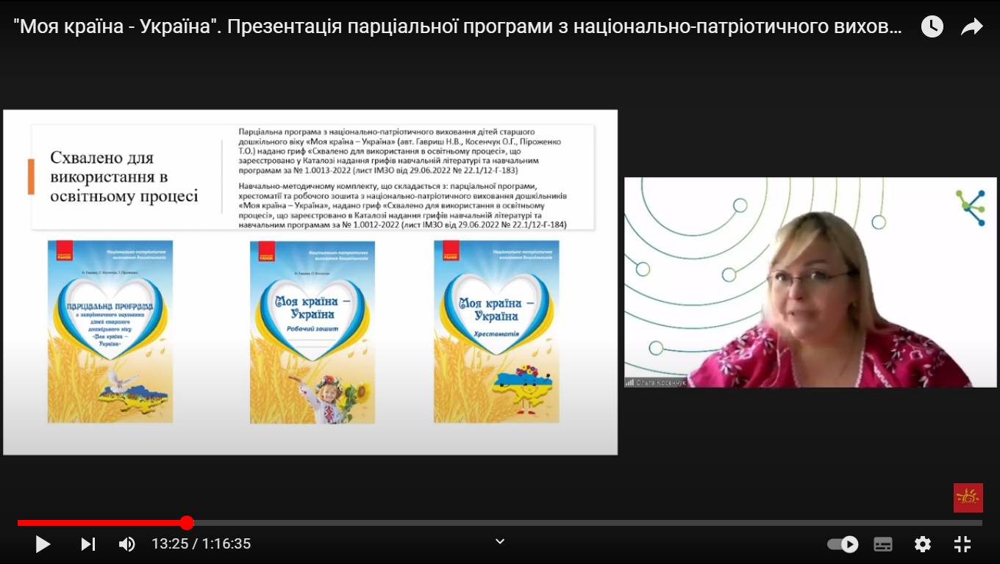 "Моя країна - Україна". Презентація парціальної програми з національно-патріотичного вихов...
Схвалено для
використання в
освітньому процесі
Парціальна програма з національно-патріотичного виховання дітей старшого
дошкільного віку «Моя країна – Україна» (авт. Гавриш Н.В., Косенчук О.Г., Піроженко
Т.О.) надано гриф «Схвалено для використання в освітньому процесі», що
зареєстровано у Каталозі надання грифів навчальній літературі та навчальним
програмам за № 1.0013-2022 (лист ІМЗО від 29.06.2022 № 22.1/12-Г-183)
Навчально-методичному комплекту, що складається з: парціальної програми,
хрестоматії та робочого зошита з національно-патріотичного виховання дошкільників
«Моя країна – Україна», надано гриф «Схвалено для використання в освітньому
процесі», що зареєстровано в Каталозі надання грифів навчальній літературі та
навчальним програмам за № 1.0012-2022 (лист ІМЗО від 29.06.2022 № 22.1/12-Г-184)
РАНОК
Національно-патріотичне
виховання дошкільників
Н. Гавриш, О. Косенчук, Т. Піроженко
ПАРЦІАЛЬНА ПРОГРАМА
з патріотичного виховання
дітей старшого
дошкільного віку
«Моя країна –
Україна»
РАНОК
Національно-патріотичне
виховання дошкільників
Н. Гавриш, О. Косенчук
Моя країна –
Україна
Робочий зошит
РАНОК
Національно-патріотичне
виховання дошкільників
Моя країна –
Україна
Хрестоматія
Ольга Косенчук
13:25 / 1:16:35